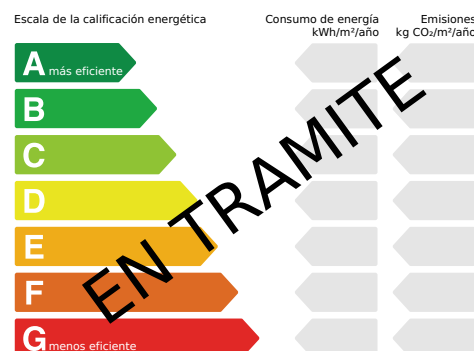 Escala de la calificación energética
Consumo de energía
kWh/m²/año
Emisiones
kg CO₂/m²/año
A más eficiente
B
C
D
E
F
G menos eficiente
EN TRAMITE